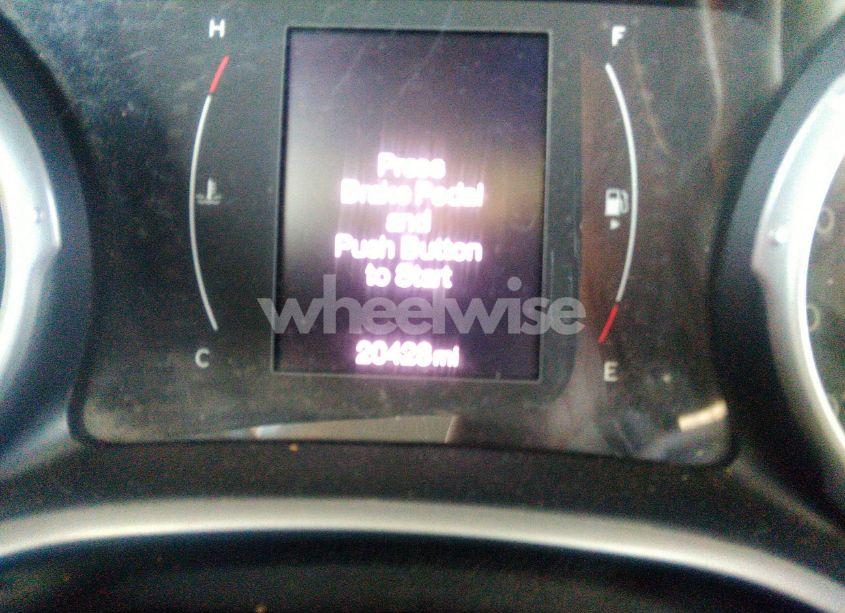 H
F
Press
Brake Pedal
and
Push Button
to Start
wheelwise
20428mi
C
E